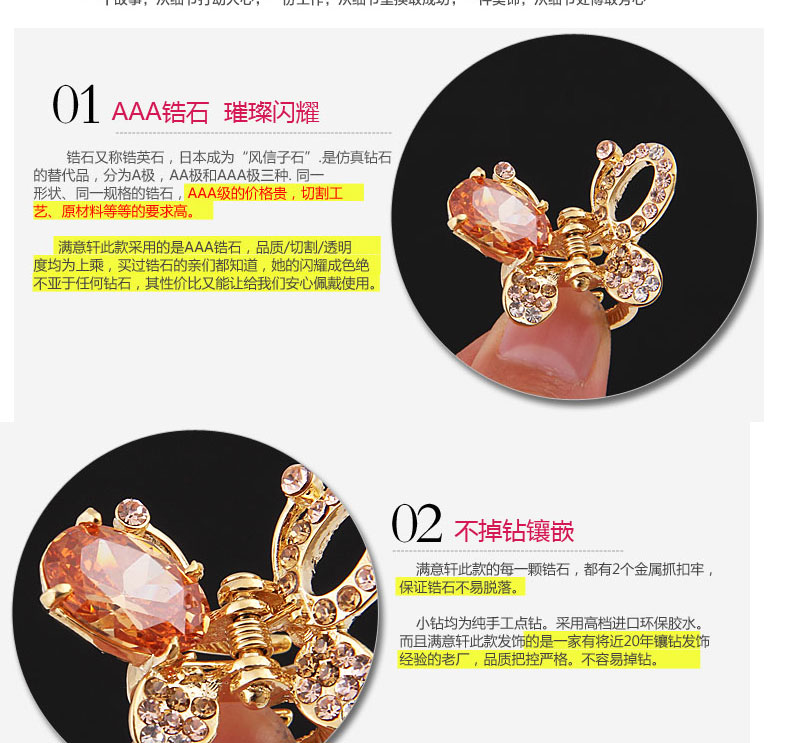 01 AAA锆石 璀璨闪耀
锆石又称锆英石，日本成为“风信子石”.是仿真钻石
的替代品，分为A极，AA极和AAA极三种. 同一
形状、同一规格的锆石，AAA级的价格贵，切割工
艺、原材料等等的要求高。
满意轩此款采用的是AAA锆石，品质/切割/透明
度均为上乘，买过锆石的亲们都知道，她的闪耀成色绝
不亚于任何钻石，其性价比又能让给我们安心佩戴使用。
02 不掉钻镶嵌
满意轩此款的每一颗锆石，都有2个金属抓扣牢，
保证锆石不易脱落。
小钻均为纯手工点钻。采用高档进口环保胶水。
而且满意轩此款发饰的是一家有将近20年镶钻发饰
经验的老厂，品质把控严格。不容易掉钻。